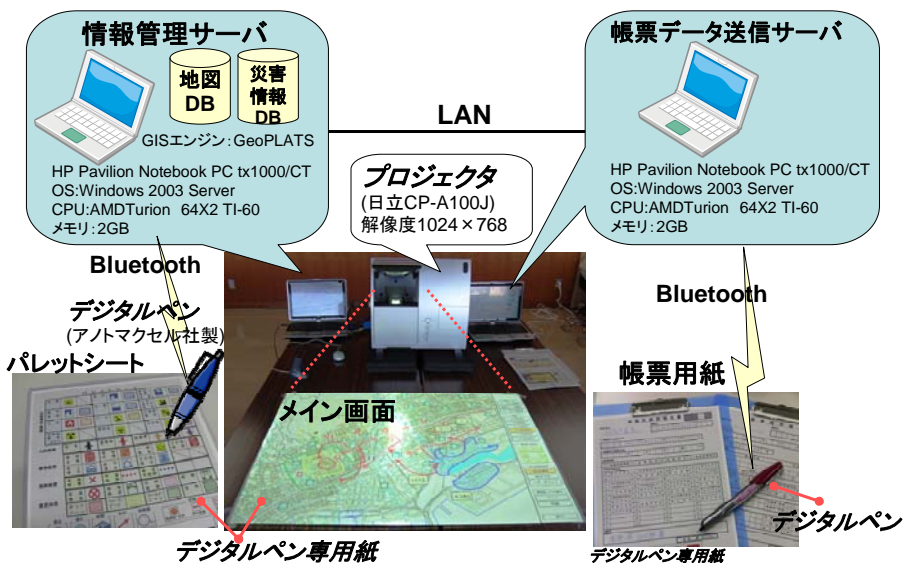 情報管理サーバ
地図
DB
災害
情報
DB
GISエンジン:GeoPLATS
HP Pavilion Notebook PC tx1000/CT
OS:Windows 2003 Server
CPU:AMDTurion 64X2 TI-60
メモリ:2GB
LAN
帳票データ送信サーバ
HP Pavilion Notebook PC tx1000/CT
OS:Windows 2003 Server
CPU:AMDTurion 64X2 TI-60
メモリ:2GB
プロジェクタ
(日立CP-A100J)
解像度1024×768
Bluetooth
デジタルペン
(アノトマクセル社製)
パレットシート
メイン画面
デジタルペン専用紙
Bluetooth
帳票用紙
デジタルペン
デジタルペン専用紙